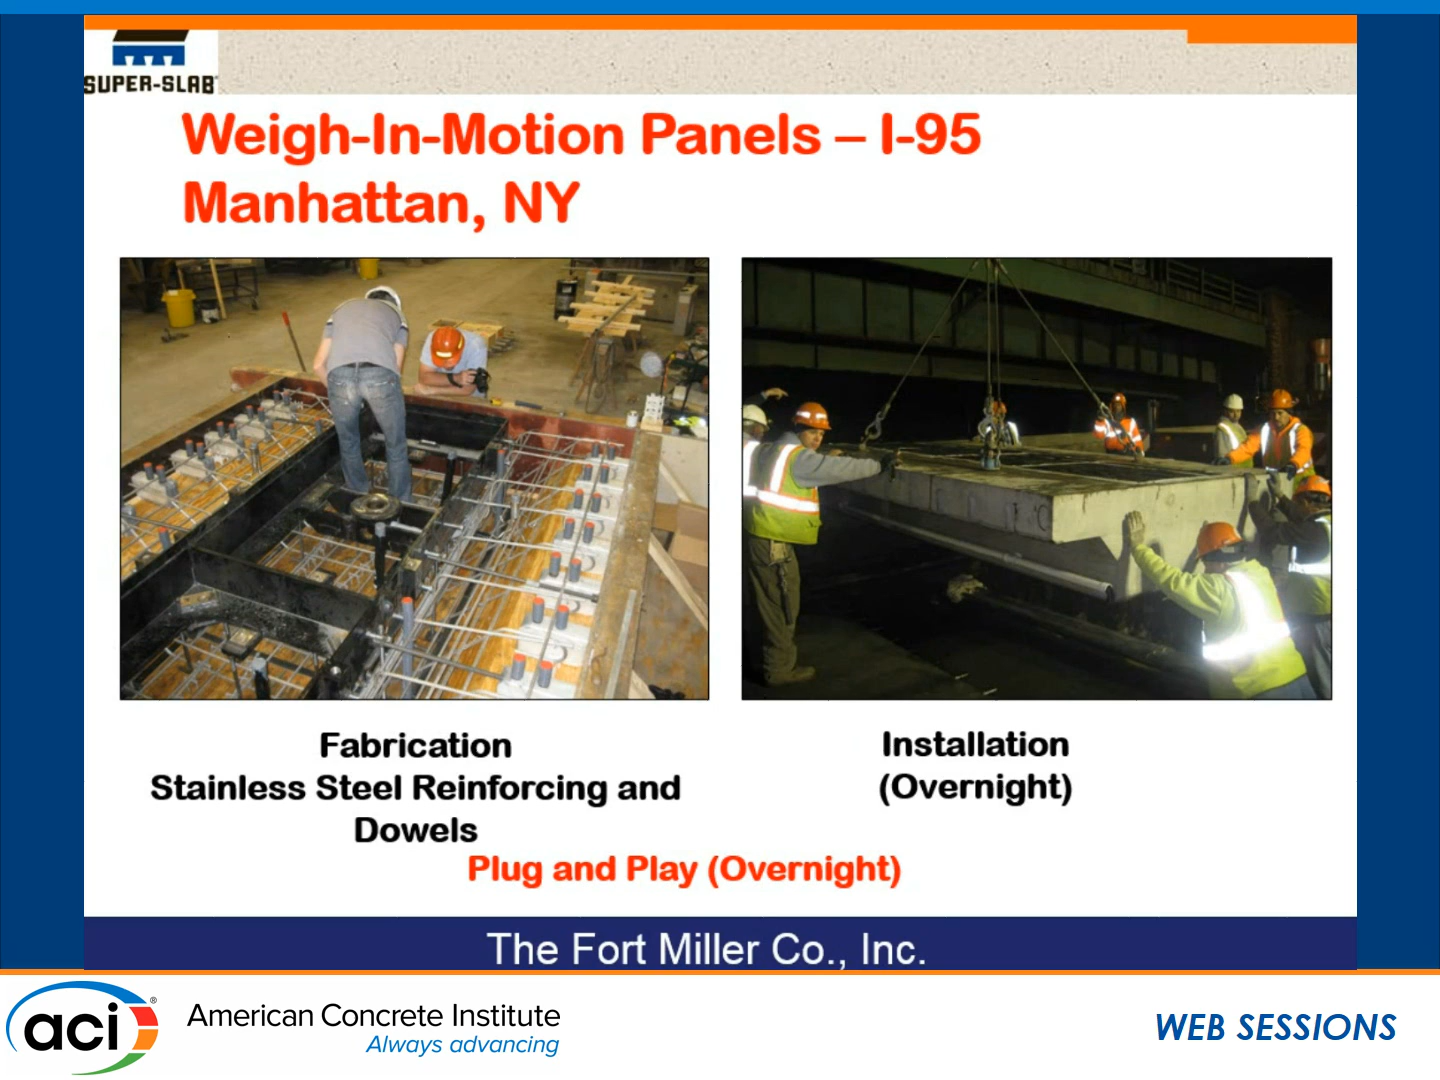 SUPER-SLAB
Weigh-In-Motion Panels – I-95
Manhattan, NY
Fabrication
Stainless Steel Reinforcing and
Dowels
Installation
(Overnight)
Plug and Play (Overnight)
The Fort Miller Co., Inc.
aci®
American Concrete Institute
Always advancing
WEB SESSIONS